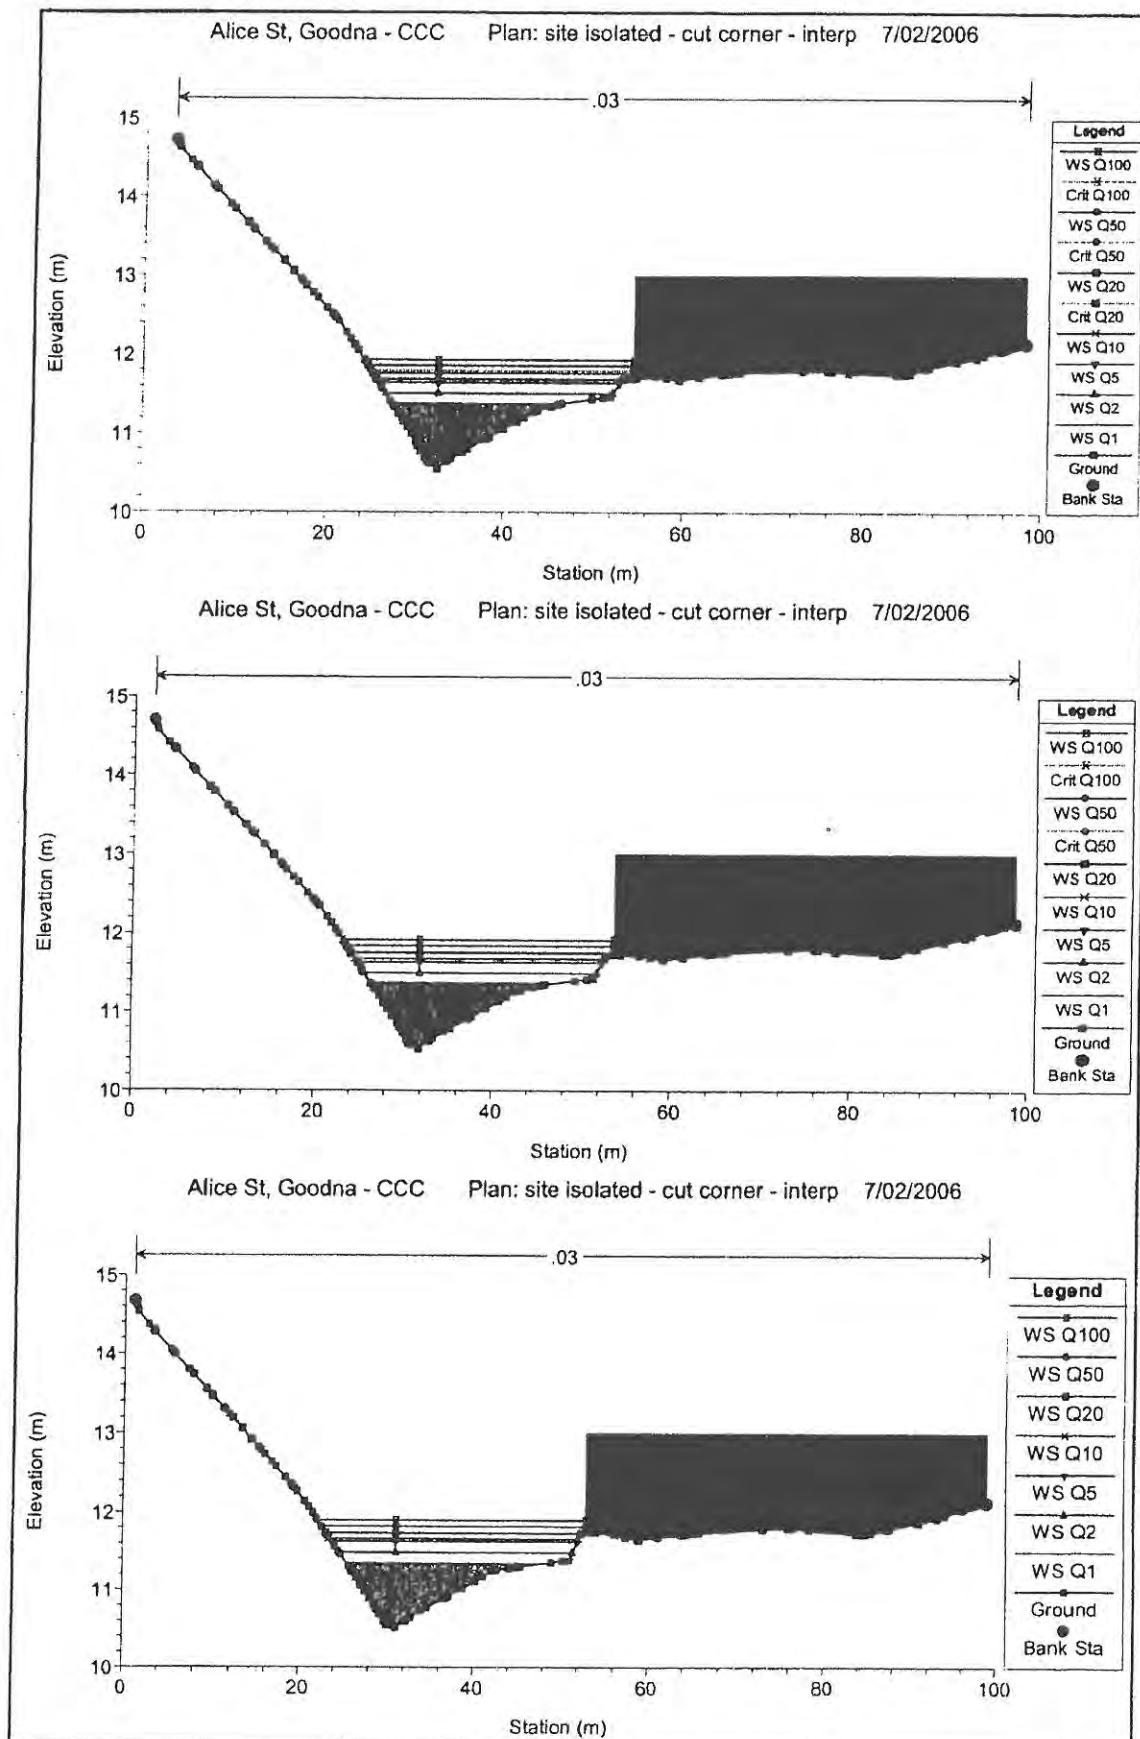 Alice St, Goodna - CCC Plan: site isolated - cut corner - interp 7/02/2006
.03
15
14
13
12
11
10
Elevation (m)
0 20 40 60 80 100
Station (m)
Legend
WS Q100
Crit Q100
WS Q50
Crit Q50
WS Q20
Crit Q20
WS Q10
WS Q5
WS Q2
WS Q1
Ground
Bank Sta
Alice St, Goodna - CCC Plan: site isolated - cut corner - interp 7/02/2006
.03
15
14
13
12
11
10
Elevation (m)
0 20 40 60 80 100
Station (m)
Legend
WS Q100
Crit Q100
WS Q50
Crit Q50
WS Q20
WS Q10
WS Q5
WS Q2
WS Q1
Ground
Bank Sta
Alice St, Goodna - CCC Plan: site isolated - cut corner - interp 7/02/2006
.03
15
14
13
12
11
10
Elevation (m)
0 20 40 60 80 100
Station (m)
Legend
WS Q100
WS Q50
WS Q20
WS Q10
WS Q5
WS Q2
WS Q1
Ground
Bank Sta